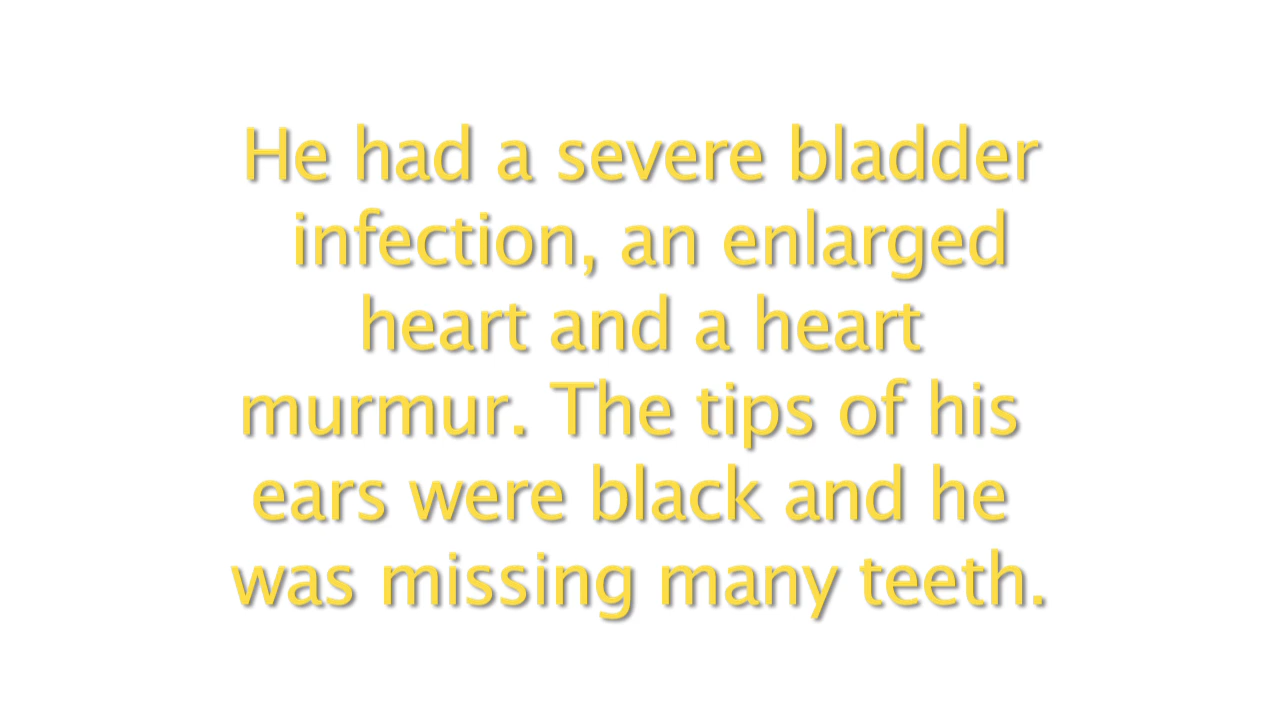 He had a severe bladder
infection, an enlarged
heart and a heart
murmur. The tips of his
ears were black and he
was missing many teeth.